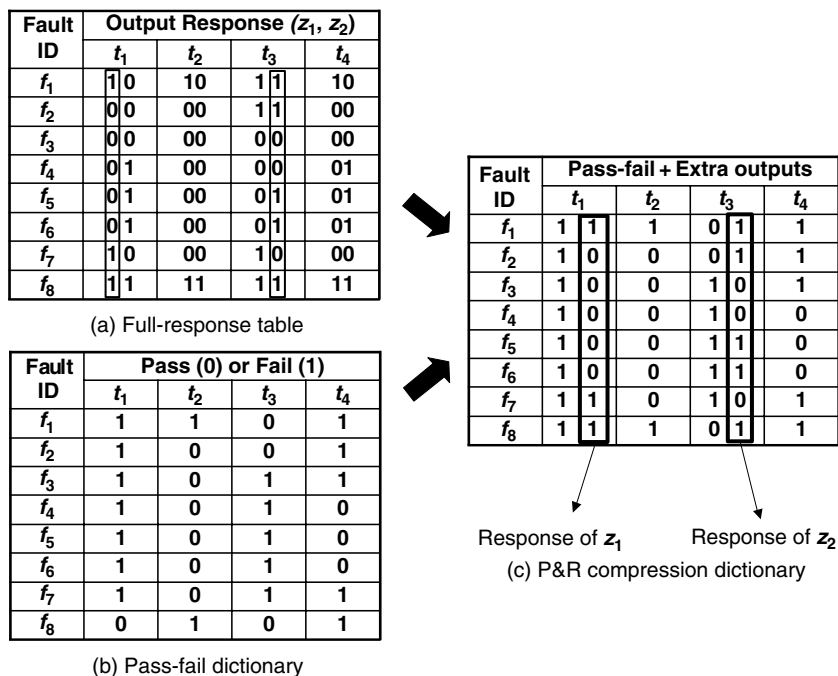 Fault ID Output Response (z1, z2)
t1 t2 t3 t4
f1 1 0 10 1 1 10
f2 0 0 00 1 1 00
f3 0 0 00 0 0 00
f4 0 1 00 0 0 01
f5 0 1 00 0 1 01
f6 0 1 00 0 1 01
f7 1 0 00 1 0 00
f8 1 1 11 1 1 11
(a) Full-response table
Fault ID Pass (0) or Fail (1)
t1 t2 t3 t4
f1 1 1 0 1
f2 1 0 0 1
f3 1 0 1 1
f4 1 0 1 0
f5 1 0 1 0
f6 1 0 1 0
f7 1 0 1 1
f8 0 1 0 1
(b) Pass-fail dictionary
Fault ID Pass-fail + Extra outputs
t1 t2 t3 t4
f1 1 1 1 0 1 1
f2 1 0 0 0 1 1
f3 1 0 0 1 0 1
f4 1 0 0 1 0 0
f5 1 0 0 1 1 0
f6 1 0 0 1 1 0
f7 1 1 0 1 0 1
f8 1 1 1 0 1 1
Response of z1 Response of z2
(c) P&R compression dictionary